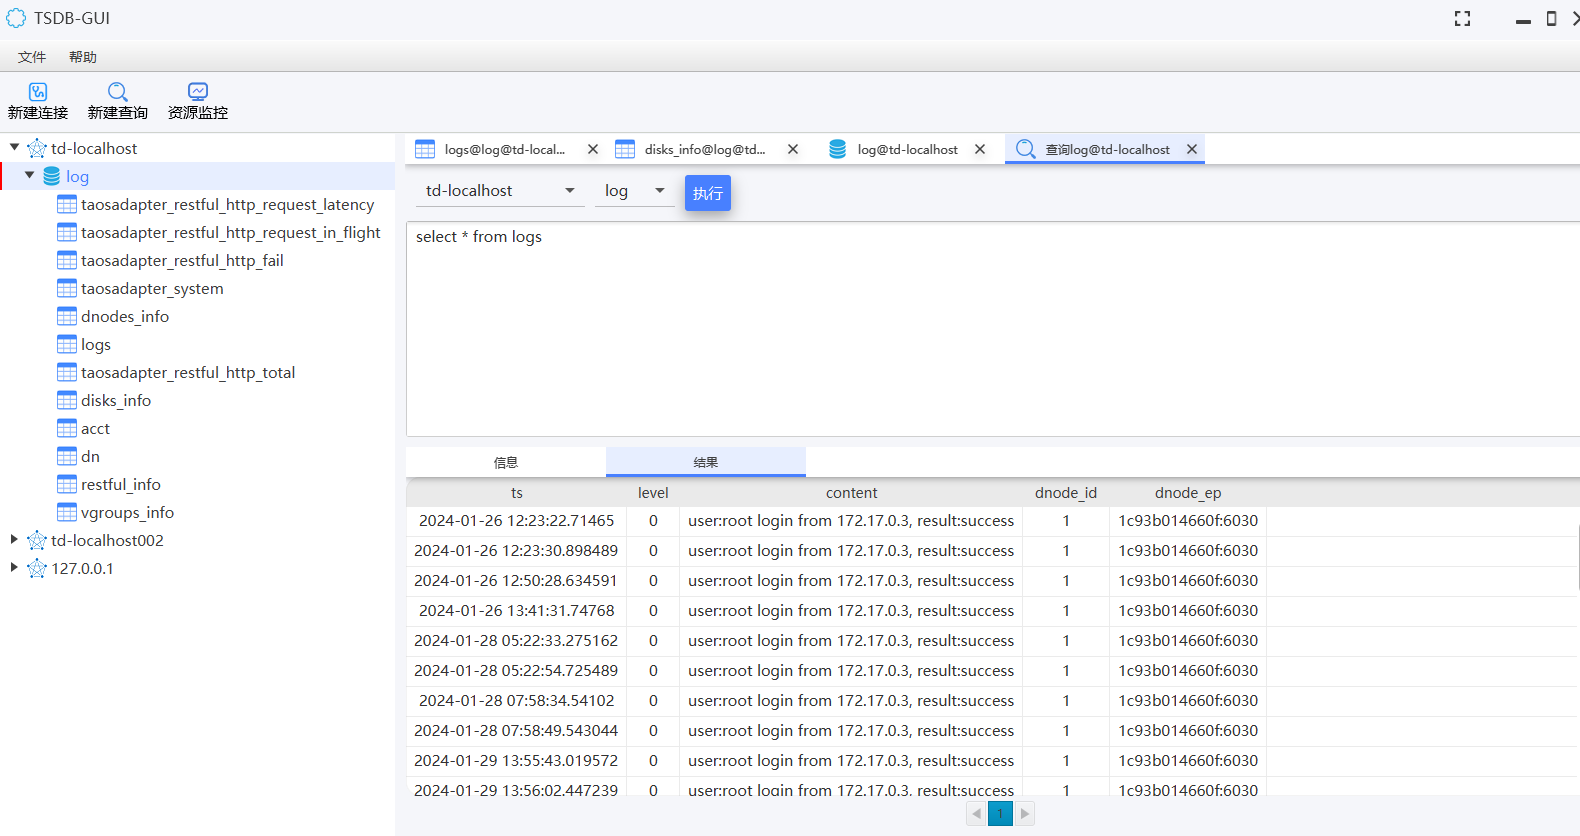 TSDB-GUI
文件 帮助
新建连接 新建查询 资源监控
td-localhost
log
taosadapter_restful_http_request_latency
taosadapter_restful_http_request_in_flight
taosadapter_restful_http_fail
taosadapter_system
dnodes_info
logs
taosadapter_restful_http_total
disks_info
acct
dn
restful_info
vgroups_info
td-localhost002
127.0.0.1
logs@log@td-local... disks_info@log@td... log@td-localhost 查询log@td-localhost
td-localhost log 执行
select * from logs
信息 结果
ts level content dnode_id dnode_ep
2024-01-26 12:23:22.71465 0 user:root login from 172.17.0.3, result:success 1 1c93b014660f:6030
2024-01-26 12:23:30.898489 0 user:root login from 172.17.0.3, result:success 1 1c93b014660f:6030
2024-01-26 12:50:28.634591 0 user:root login from 172.17.0.3, result:success 1 1c93b014660f:6030
2024-01-26 13:41:31.74768 0 user:root login from 172.17.0.3, result:success 1 1c93b014660f:6030
2024-01-28 05:22:33.275162 0 user:root login from 172.17.0.3, result:success 1 1c93b014660f:6030
2024-01-28 05:22:54.725489 0 user:root login from 172.17.0.3, result:success 1 1c93b014660f:6030
2024-01-28 07:58:34.54102 0 user:root login from 172.17.0.3, result:success 1 1c93b014660f:6030
2024-01-28 07:58:49.543044 0 user:root login from 172.17.0.3, result:success 1 1c93b014660f:6030
2024-01-29 13:55:43.019572 0 user:root login from 172.17.0.3, result:success 1 1c93b014660f:6030
2024-01-29 13:56:02.447239 0 user:root login from 172.17.0.3, result:success 1 1c93b014660f:6030
1